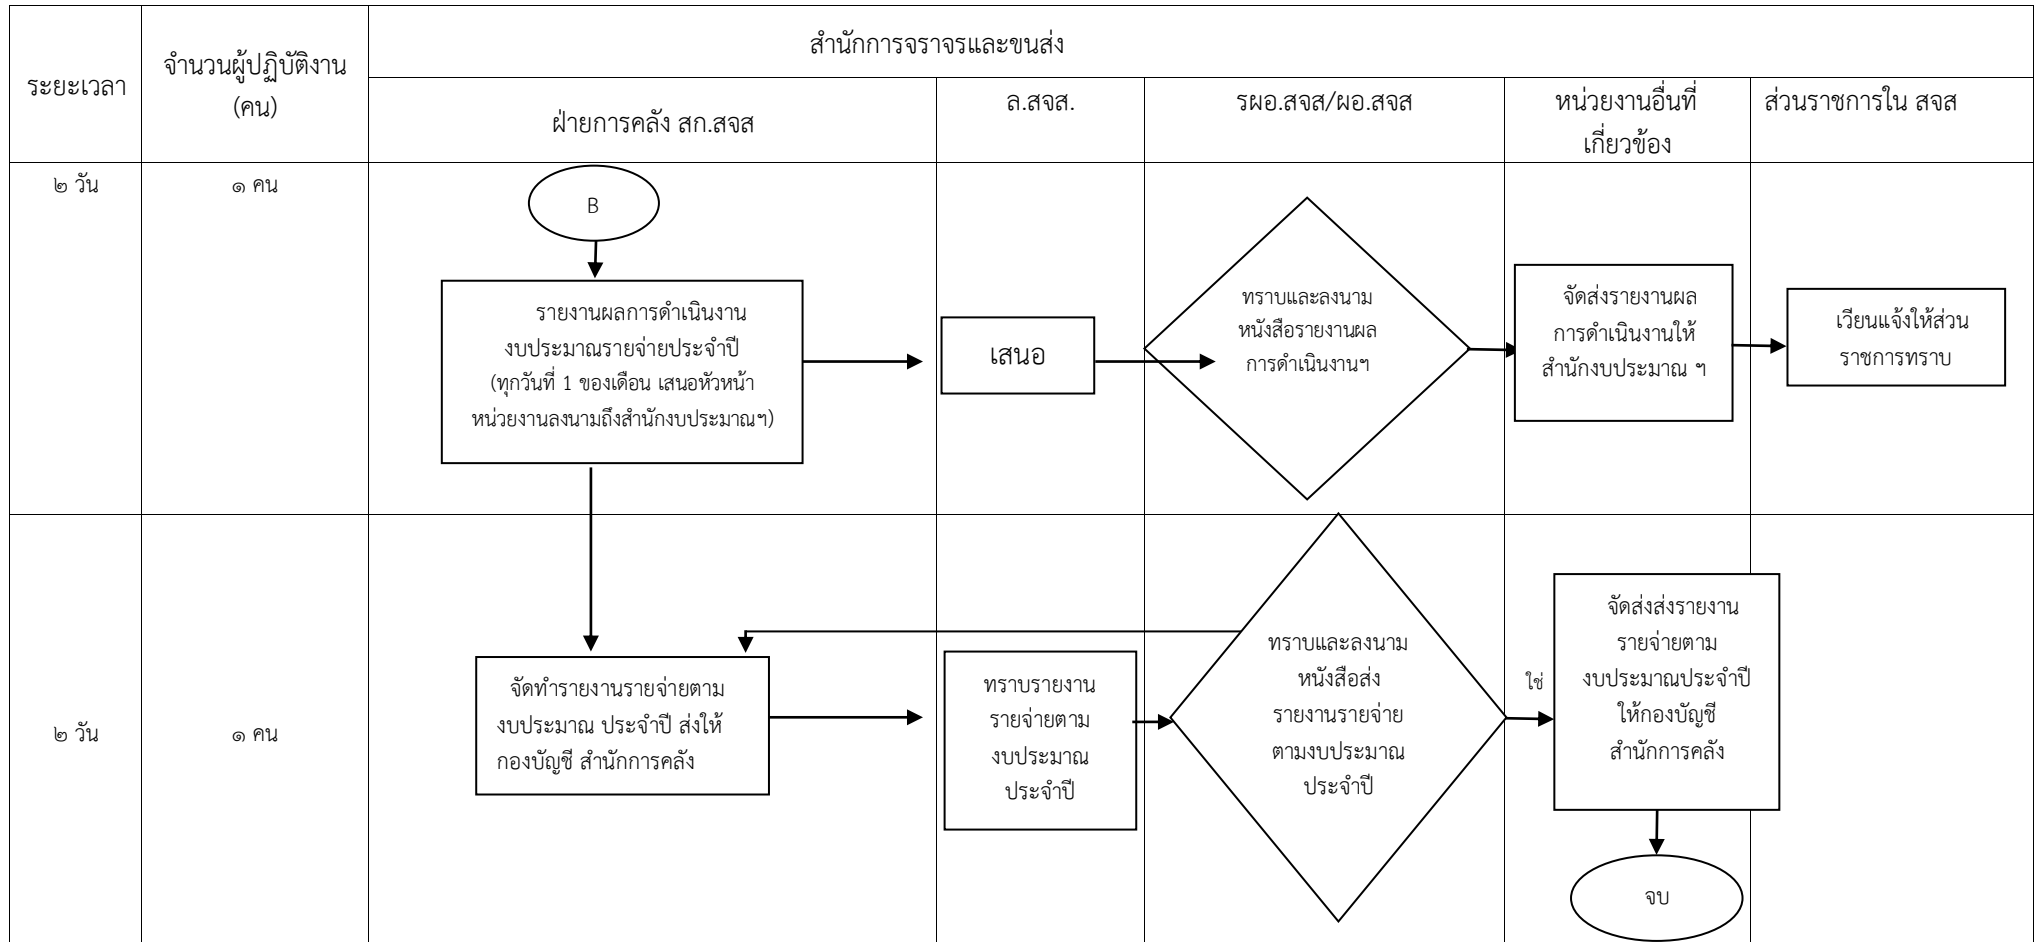 สำนักการจราจรและขนส่ง
ระยะเวลา
จำนวนผู้ปฏิบัติงาน
(คน)
ฝ่ายการคลัง สก.สจส
ล.สจส.
รผอ.สจส/ผอ.สจส
หน่วยงานอื่นที่
เกี่ยวข้อง
ส่วนราชการใน สจส
๒ วัน
๑ คน
B
รายงานผลการดำเนินงาน
งบประมาณรายจ่ายประจำปี
(ทุกวันที่ 1 ของเดือน เสนอหัวหน้า
หน่วยงานลงนามถึงสำนักงบประมาณฯ)
เสนอ
ทราบและลงนาม
หนังสือรายงานผล
การดำเนินงานฯ
จัดส่งรายงานผล
การดำเนินงานให้
สำนักงบประมาณ ฯ
เวียนแจ้งให้ส่วน
ราชการทราบ
๒ วัน
๑ คน
จัดทำรายงานรายจ่ายตาม
งบประมาณ ประจำปี ส่งให้
กองบัญชี สำนักการคลัง
ทราบรายงาน
รายจ่ายตาม
งบประมาณ
ประจำปี
ทราบและลงนาม
หนังสือส่ง
รายงานรายจ่าย
ตามงบประมาณ
ประจำปี
ใช่
จัดส่งส่งรายงาน
รายจ่ายตาม
งบประมาณประจำปี
ให้กองบัญชี
สำนักการคลัง
จบ